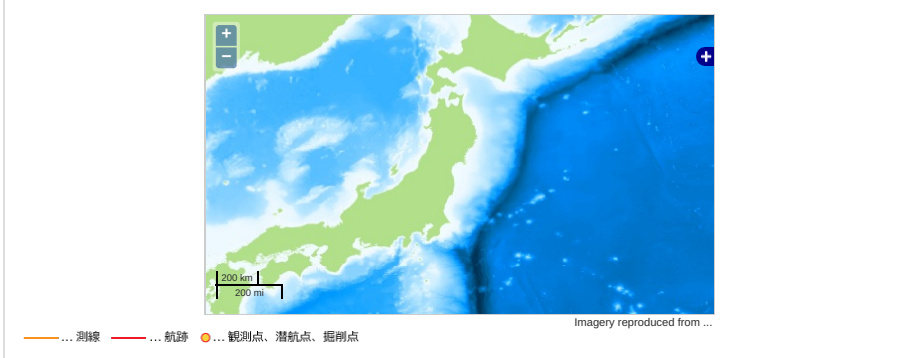 +
−
+
200 km
200 mi
Imagery reproduced from ...
... 測線 ... 航跡 ... 観測点、潜航点、掘削点